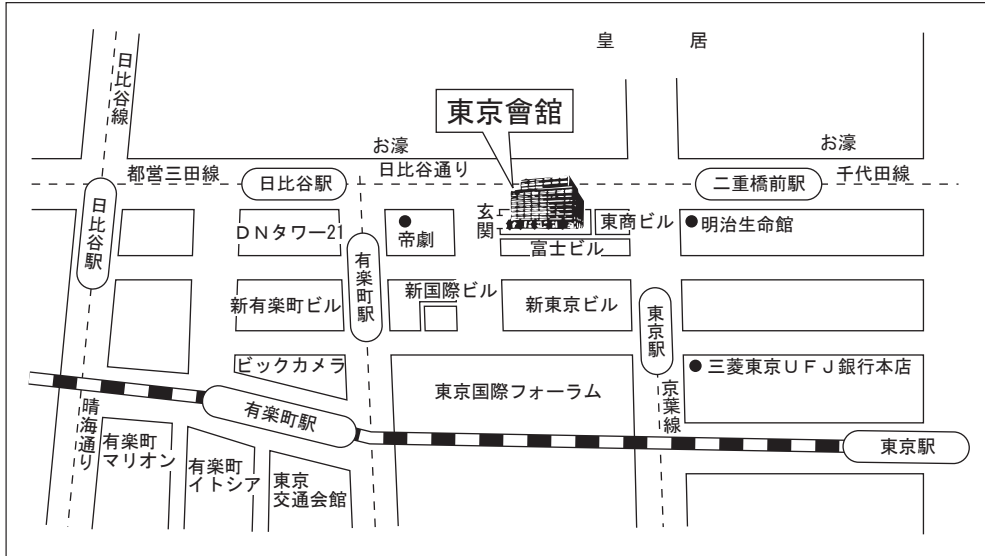 皇居
日比谷線
東京會舘
お濠
お濠
日比谷通り
都営三田線
日比谷駅
二重橋前駅
千代田線
日比谷駅
ＤＮタワー21
帝劇
玄関
東商ビル
明治生命館
富士ビル
有楽町駅
新有楽町ビル
新国際ビル
新東京ビル
東京駅
ビックカメラ
東京国際フォーラム
三菱東京ＵＦＪ銀行本店
京葉線
晴海通り
有楽町駅
東京駅
有楽町
マリオン
有楽町
イトシア
東京
交通会館